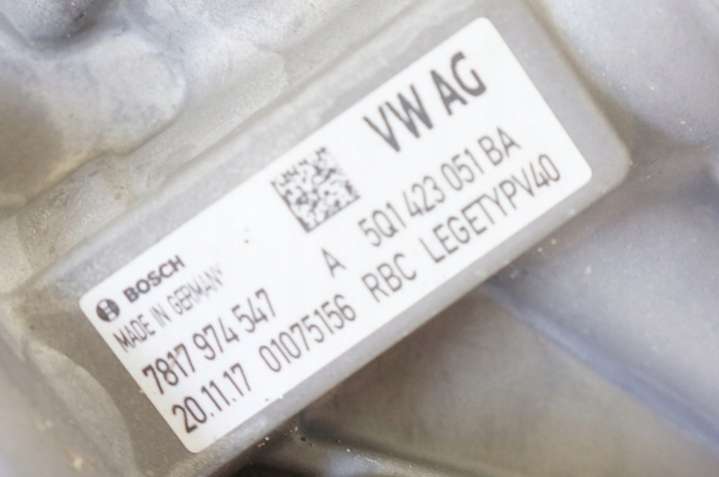 VW AG
BOSCH
MADE IN GERMANY
A 5Q1 423 051 BA
7817 974 547
20.11.17 01075156 RBC LEGETYPV40